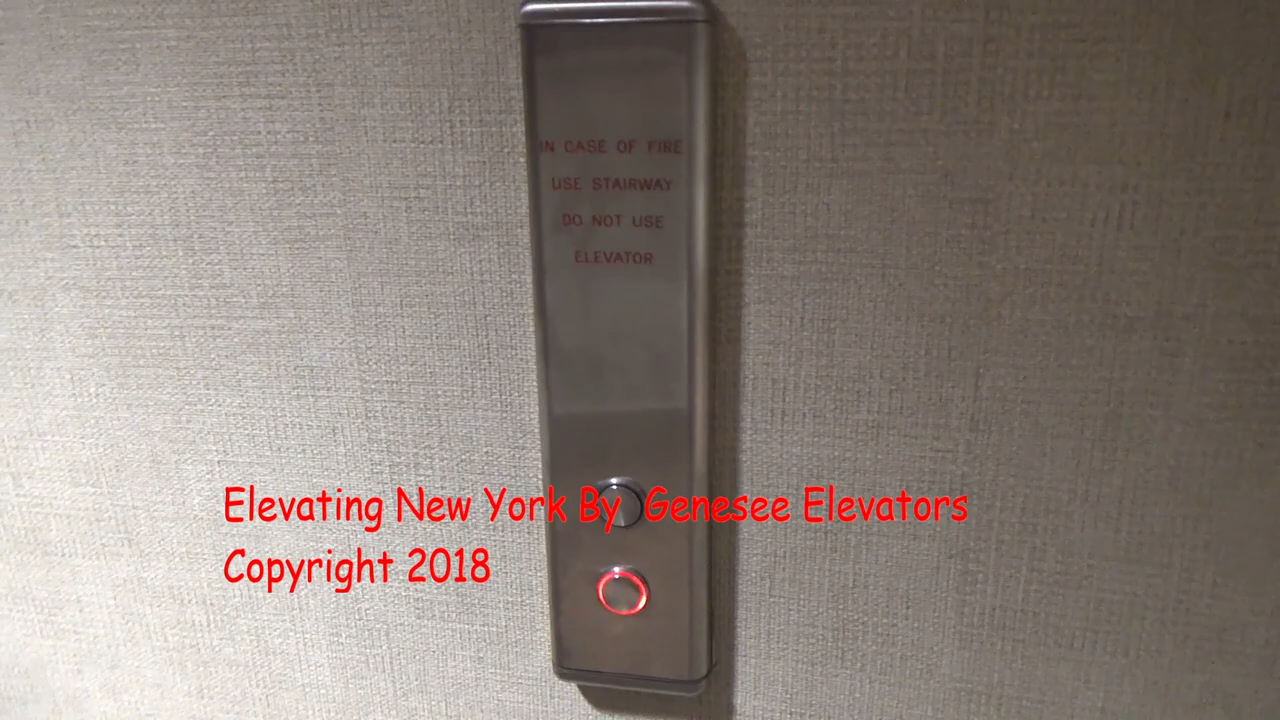 IN CASE OF FIRE
USE STAIRWAY
DO NOT USE
ELEVATOR
Elevating New York By Genesee Elevators
Copyright 2018